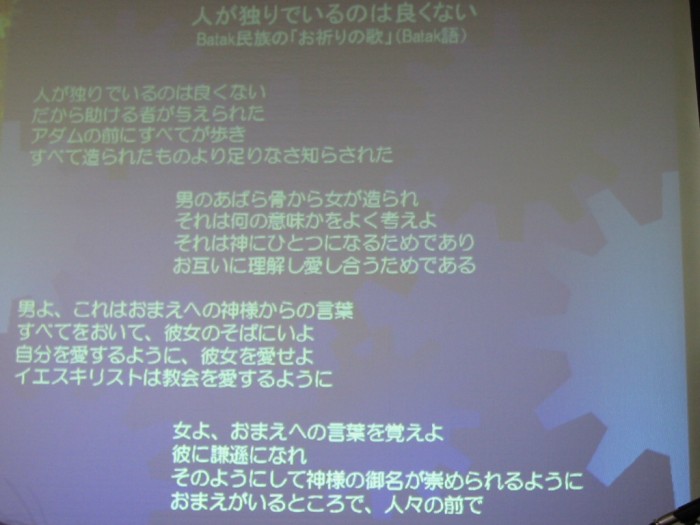 人が独りでいるのは良くない
Batak民族の「お祈りの歌」(Batak語)
人が独りでいるのは良くない
だから助ける者が与えられた
アダムの前にすべてが歩き
すべて造られたものより足りなさ知らされた
男のあばら骨から女が造られ
それは何の意味かをよく考えよ
それは神にひとつになるためであり
お互いに理解し愛し合うためである
男よ、これはおまえへの神様からの言葉
すべてをおいて、彼女のそばにいよ
自分を愛するように、彼女を愛せよ
イエスキリストは教会を愛するように
女よ、おまえへの言葉を覚えよ
彼に謙遜になれ
そのようにして神様の御名が崇められるように
おまえがいるところで、人々の前で